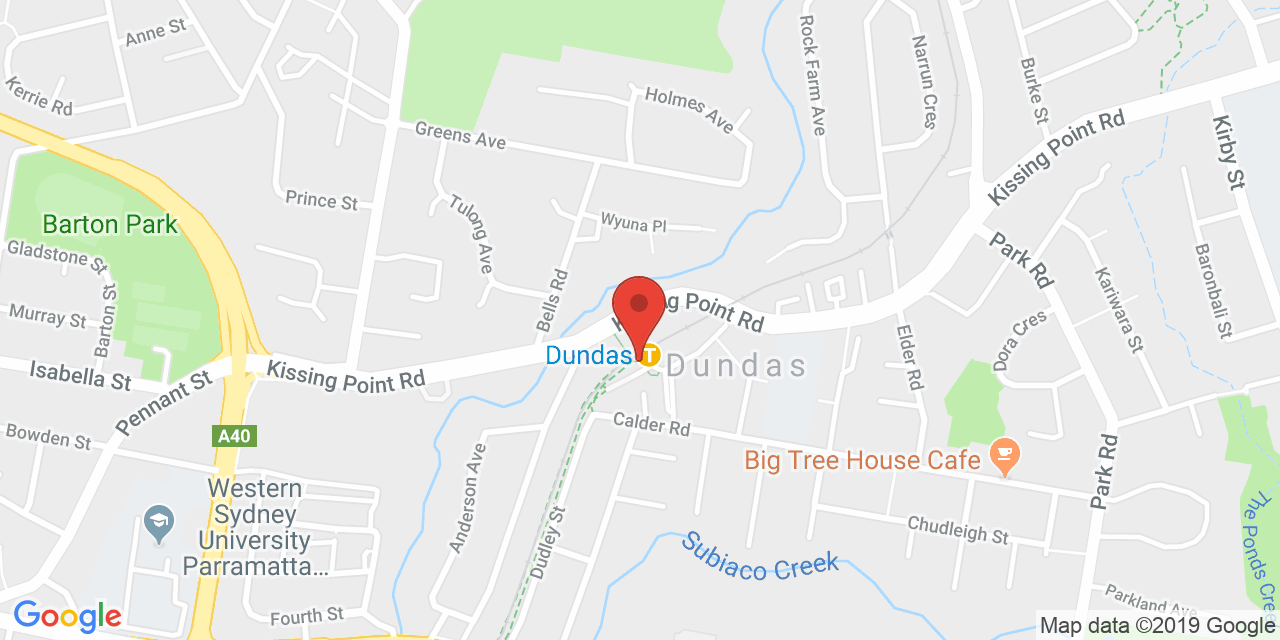 Anne St
Kerrie Rd
Greens Ave
Holmes Ave
Rock Farm Ave
Narrun Cres
Burke St
Kissing Point Rd
Kirby St
Barton Park
Prince St
Tulong Ave
Wyuna Pl
Gladstone St
Barton St
Murray St
Bells Rd
Park Rd
Kariwara St
Baronbali St
Isabella St
Pennant St
Kissing Point Rd
Point Rd
Dundas
T
Dundas
Elder Rd
Dora Cres
Bowden St
A40
Calder Rd
Big Tree House Cafe
Park Rd
Western
Sydney
University
Parramatta...
Anderson Ave
Dudley St
Subiaco Creek
Chudleigh St
The Ponds Creek
Fourth St
Parkland Ave
Google
Map data ©2019 Google